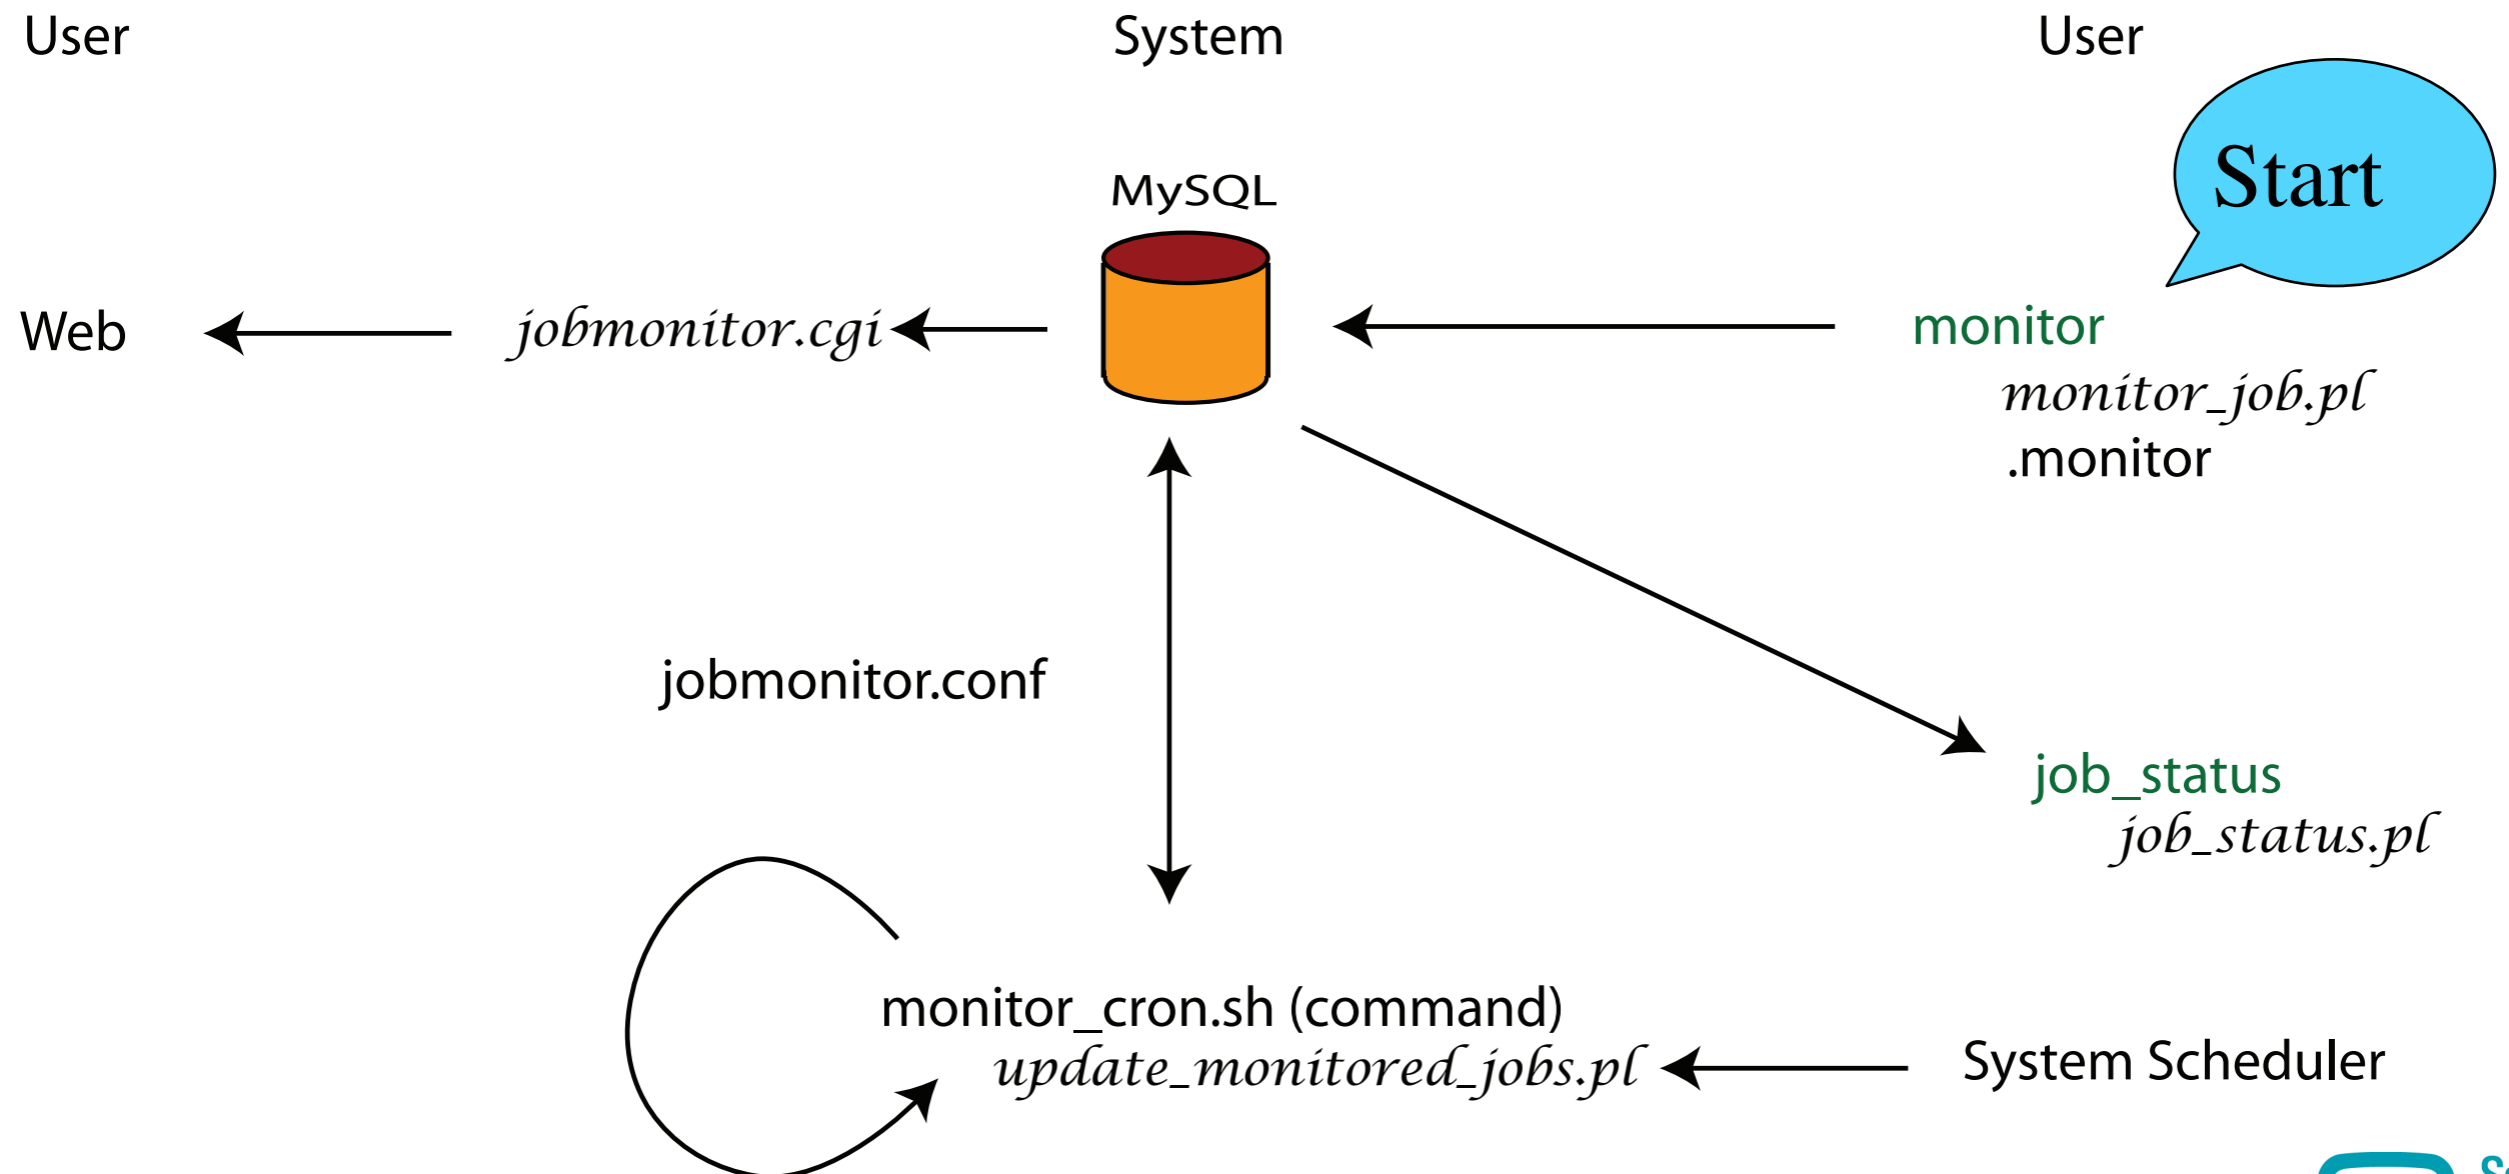 User
System
User
Start
MySQL
Web
jobmonitor.cgi
monitor
monitor_job.pl
.monitor
jobmonitor.conf
job_status
job_status.pl
monitor_cron.sh (command)
update_monitored_jobs.pl
System Scheduler